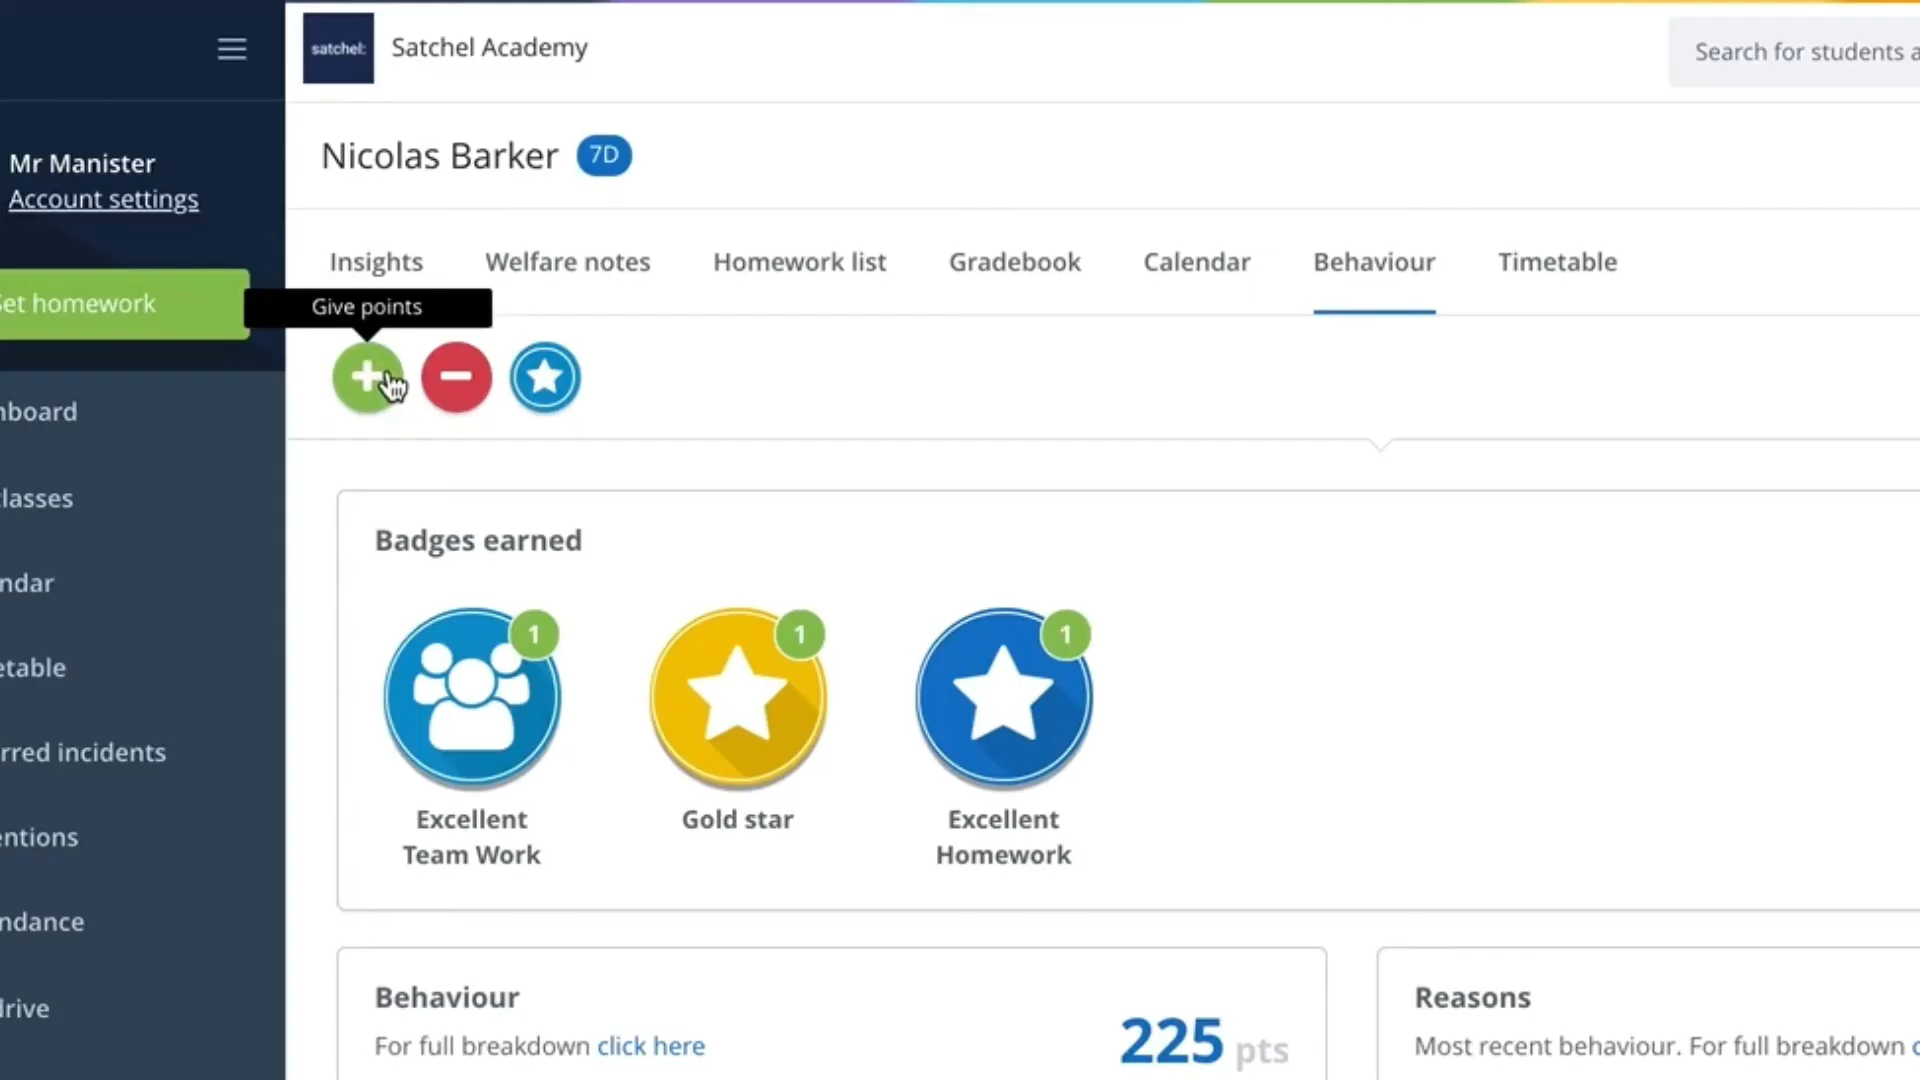 satchel:
Satchel Academy
Search for students
Mr Manister
Account settings
Nicolas Barker 7D
Insights Welfare notes Homework list Gradebook Calendar Behaviour Timetable
et homework
Give points
board
lasses
ndar
etable
rred incidents
entions
ndance
drive
Badges earned
1
1
1
Excellent
Team Work
Gold star
Excellent
Homework
Behaviour
For full breakdown click here
225 pts
Reasons
Most recent behaviour. For full breakdown